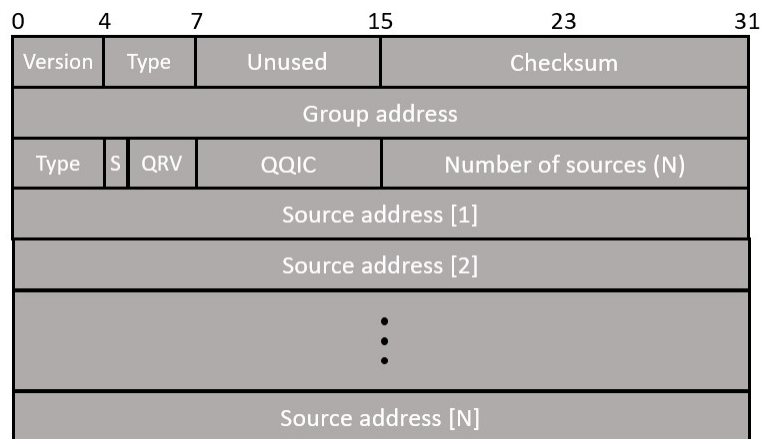 0 4 7 15 23 31
Version Type Unused Checksum
Group address
Type S QRV QQIC Number of sources (N)
Source address [1]
Source address [2]
Source address [N]